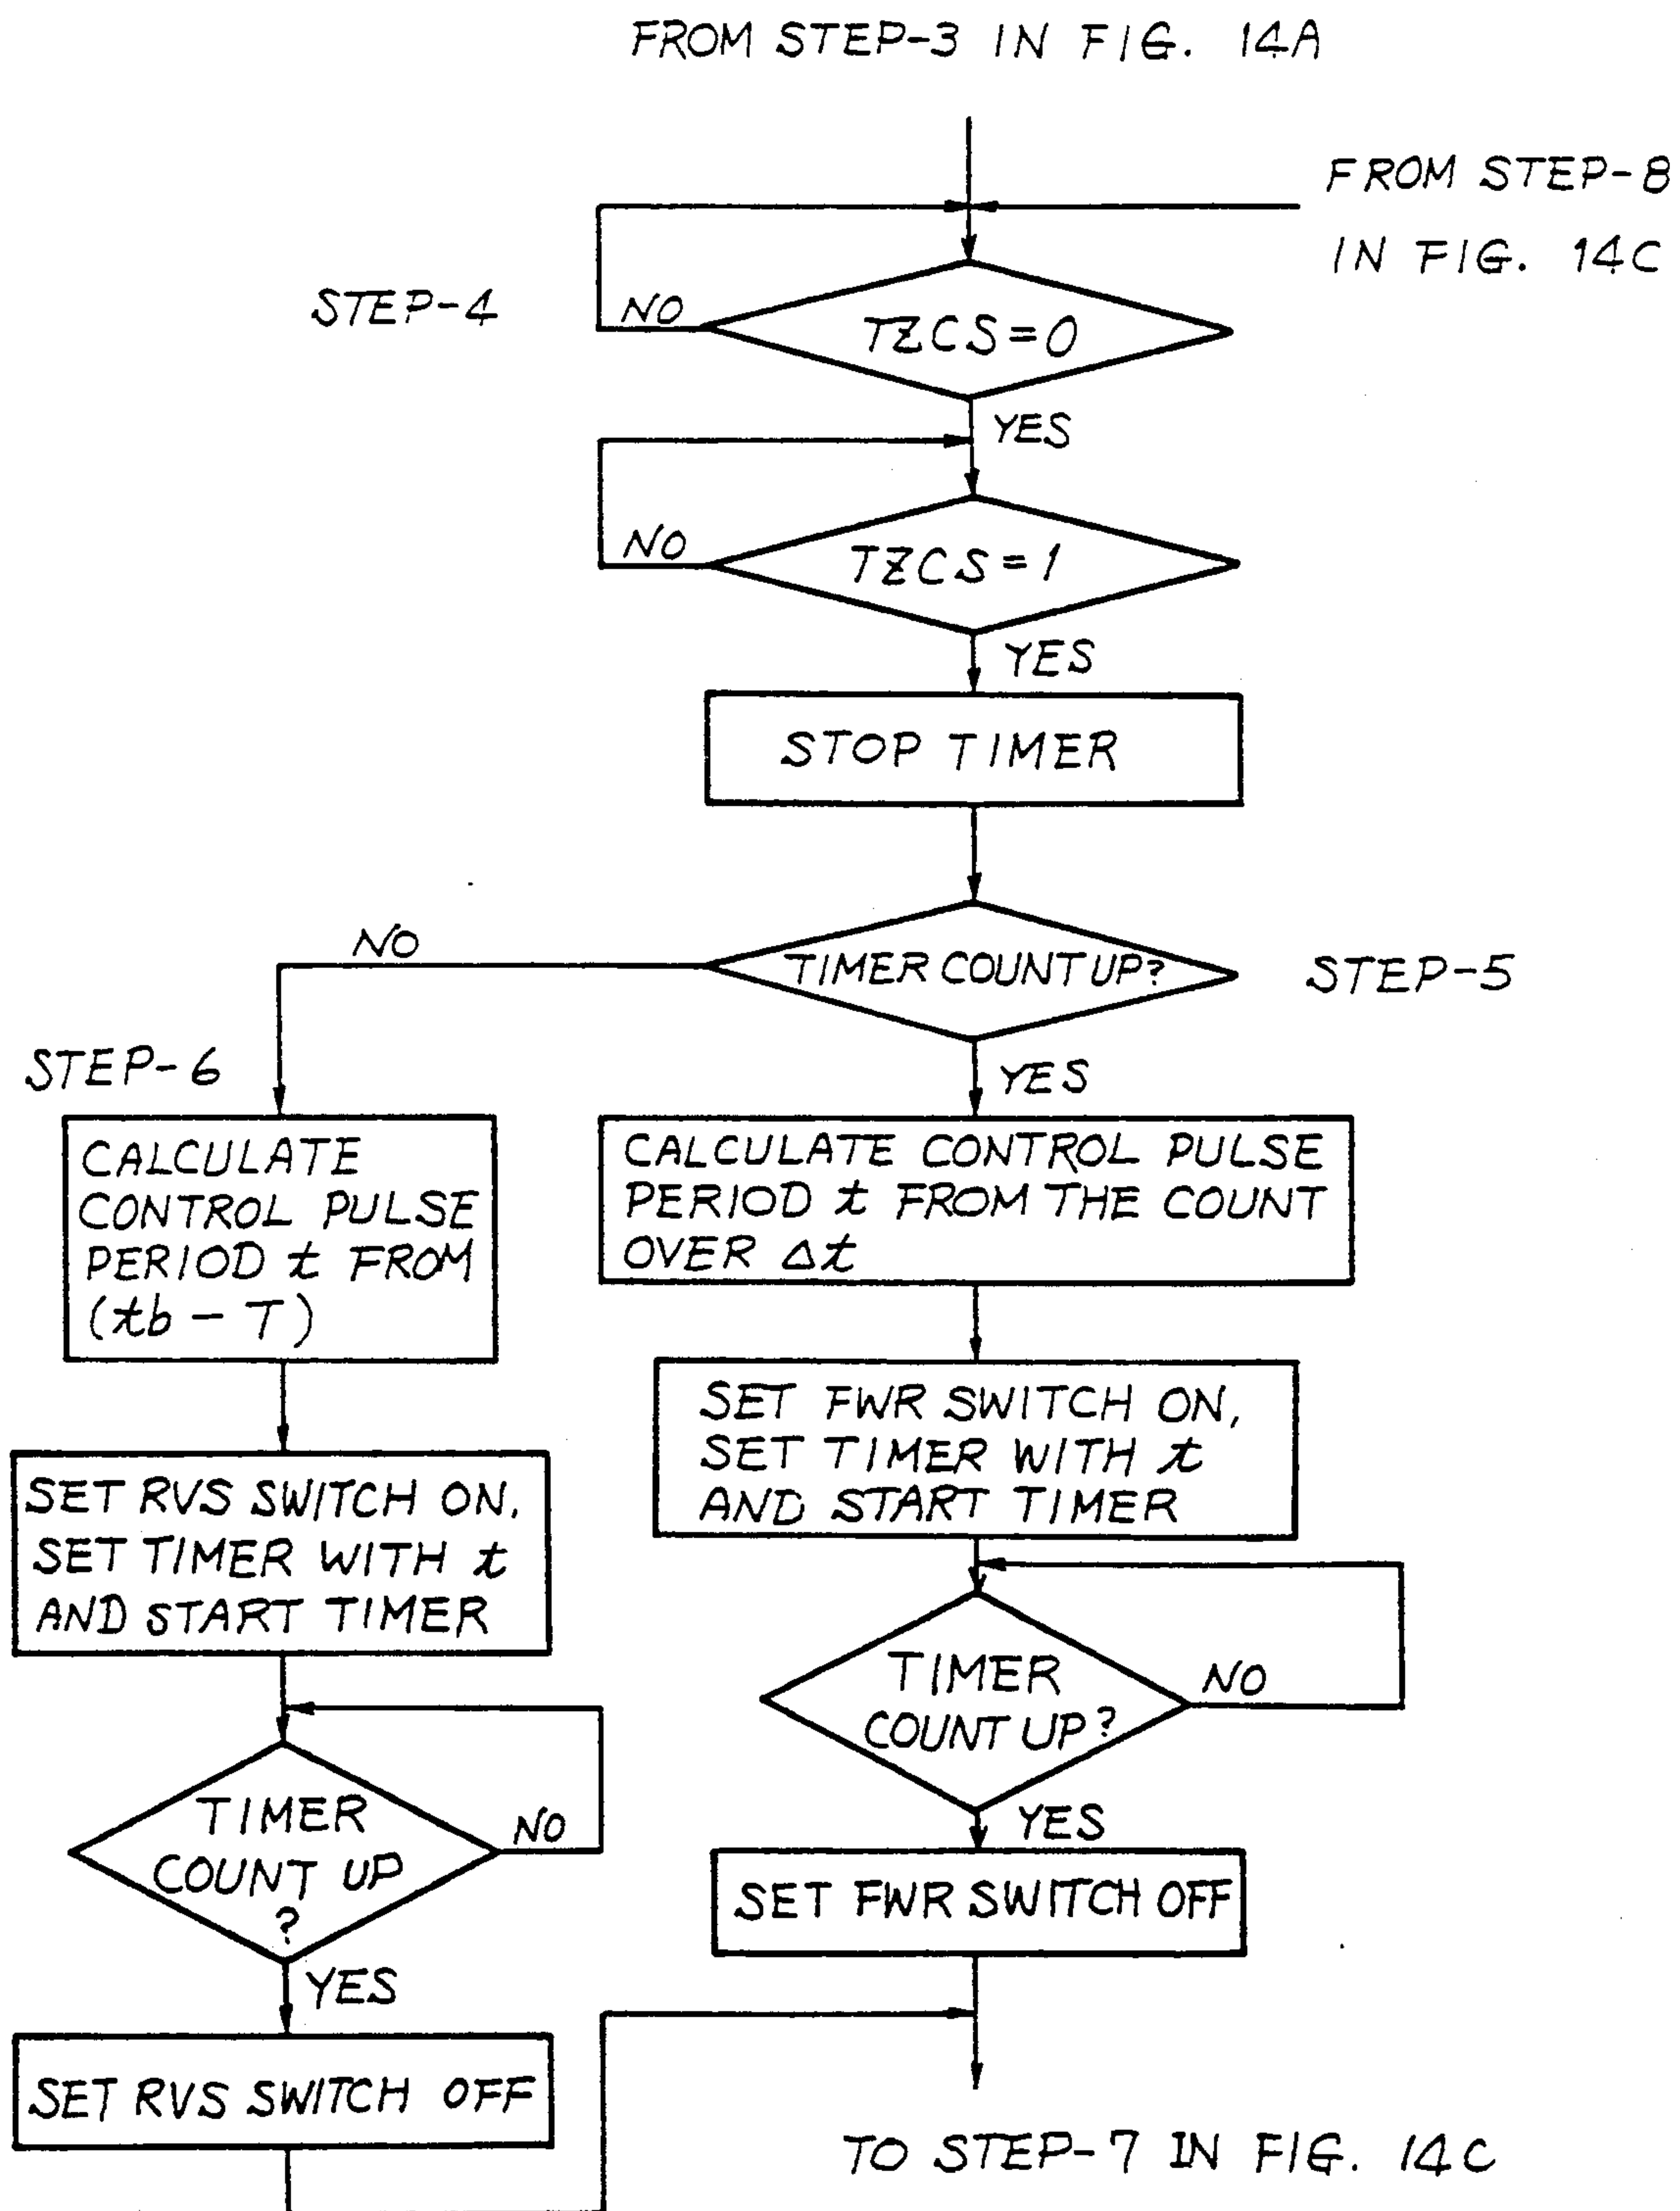 FROM STEP-3 IN FIG. 14A
FROM STEP-8
IN FIG. 14C
STEP-4
NO
TZCS=0
YES
NO
TZCS=1
YES
STOP TIMER
NO
TIMER COUNT UP?
STEP-5
STEP-6
YES
CALCULATE
CONTROL PULSE
PERIOD t FROM
(tb - T)
CALCULATE CONTROL PULSE
PERIOD t FROM THE COUNT
OVER Δt
SET FWR SWITCH ON,
SET TIMER WITH t
AND START TIMER
SET RVS SWITCH ON,
SET TIMER WITH t
AND START TIMER
TIMER
COUNT UP?
NO
TIMER
COUNT UP
?
NO
YES
SET FWR SWITCH OFF
YES
SET RVS SWITCH OFF
TO STEP-7 IN FIG. 14C